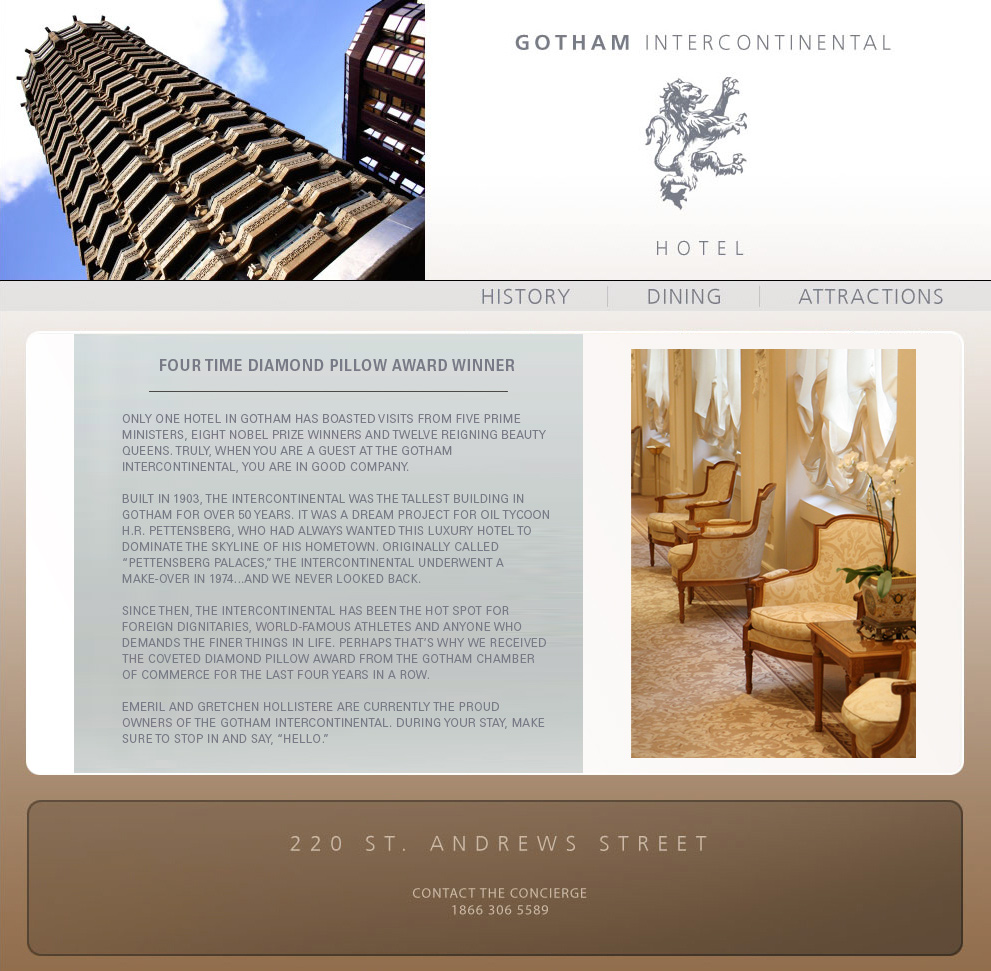 GOTHAM INTERCONTINENTAL
HOTEL
HISTORY DINING ATTRACTIONS
FOUR TIME DIAMOND PILLOW AWARD WINNER
ONLY ONE HOTEL IN GOTHAM HAS BOASTED VISITS FROM FIVE PRIME
MINISTERS, EIGHT NOBEL PRIZE WINNERS AND TWELVE REIGNING BEAUTY
QUEENS. TRULY, WHEN YOU ARE A GUEST AT THE GOTHAM
INTERCONTINENTAL, YOU ARE IN GOOD COMPANY.
BUILT IN 1903, THE INTERCONTINENTAL WAS THE TALLEST BUILDING IN
GOTHAM FOR OVER 50 YEARS. IT WAS A DREAM PROJECT FOR OIL TYCOON
H.R. PETTENSBERG, WHO HAD ALWAYS WANTED THIS LUXURY HOTEL TO
DOMINATE THE SKYLINE OF HIS HOMETOWN. ORIGINALLY CALLED
“PETTENSBERG PALACES,” THE INTERCONTINENTAL UNDERWENT A
MAKE-OVER IN 1974...AND WE NEVER LOOKED BACK.
SINCE THEN, THE INTERCONTINENTAL HAS BEEN THE HOT SPOT FOR
FOREIGN DIGNITARIES, WORLD-FAMOUS ATHLETES AND ANYONE WHO
DEMANDS THE FINER THINGS IN LIFE. PERHAPS THAT’S WHY WE RECEIVED
THE COVETED DIAMOND PILLOW AWARD FROM THE GOTHAM CHAMBER
OF COMMERCE FOR THE LAST FOUR YEARS IN A ROW.
EMERIL AND GRETCHEN HOLLISTERE ARE CURRENTLY THE PROUD
OWNERS OF THE GOTHAM INTERCONTINENTAL. DURING YOUR STAY, MAKE
SURE TO STOP IN AND SAY, “HELLO.”
220 ST. ANDREWS STREET
CONTACT THE CONCIERGE
1866 306 5589